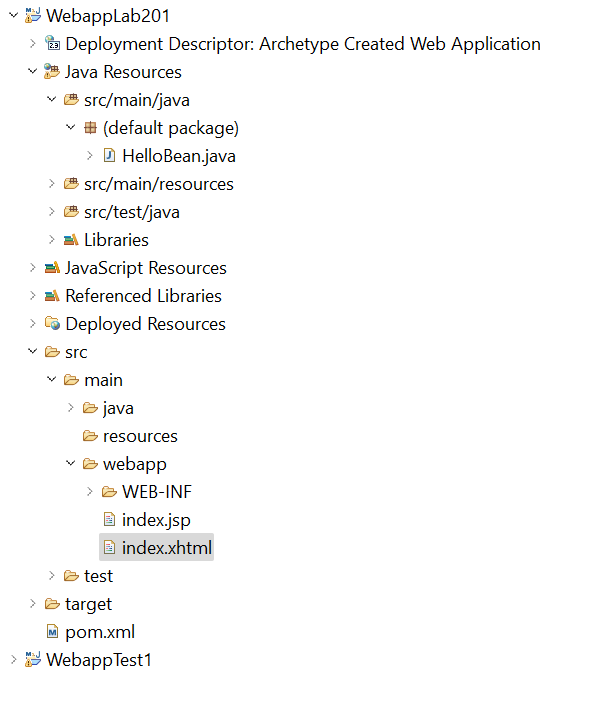 WebappLab201
Deployment Descriptor: Archetype Created Web Application
Java Resources
src/main/java
(default package)
HelloBean.java
src/main/resources
src/test/java
Libraries
JavaScript Resources
Referenced Libraries
Deployed Resources
src
main
java
resources
webapp
WEB-INF
index.jsp
index.xhtml
test
target
pom.xml
WebappTest1